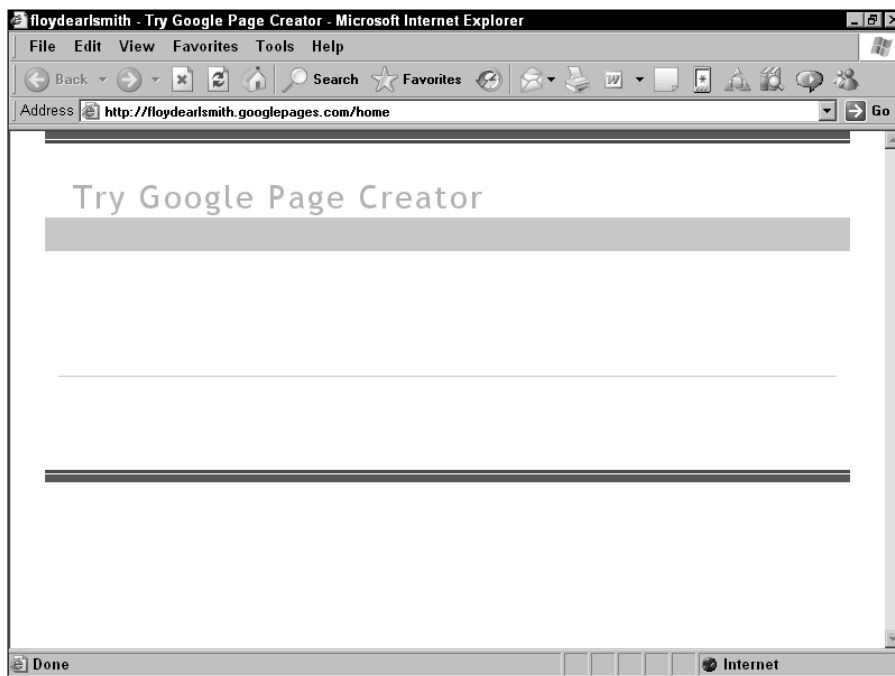 floydearlsmith - Try Google Page Creator - Microsoft Internet Explorer
File Edit View Favorites Tools Help
Back Search Favorites W
Address http://floydearlsmith.googlepages.com/home Go
Try Google Page Creator
Done Internet